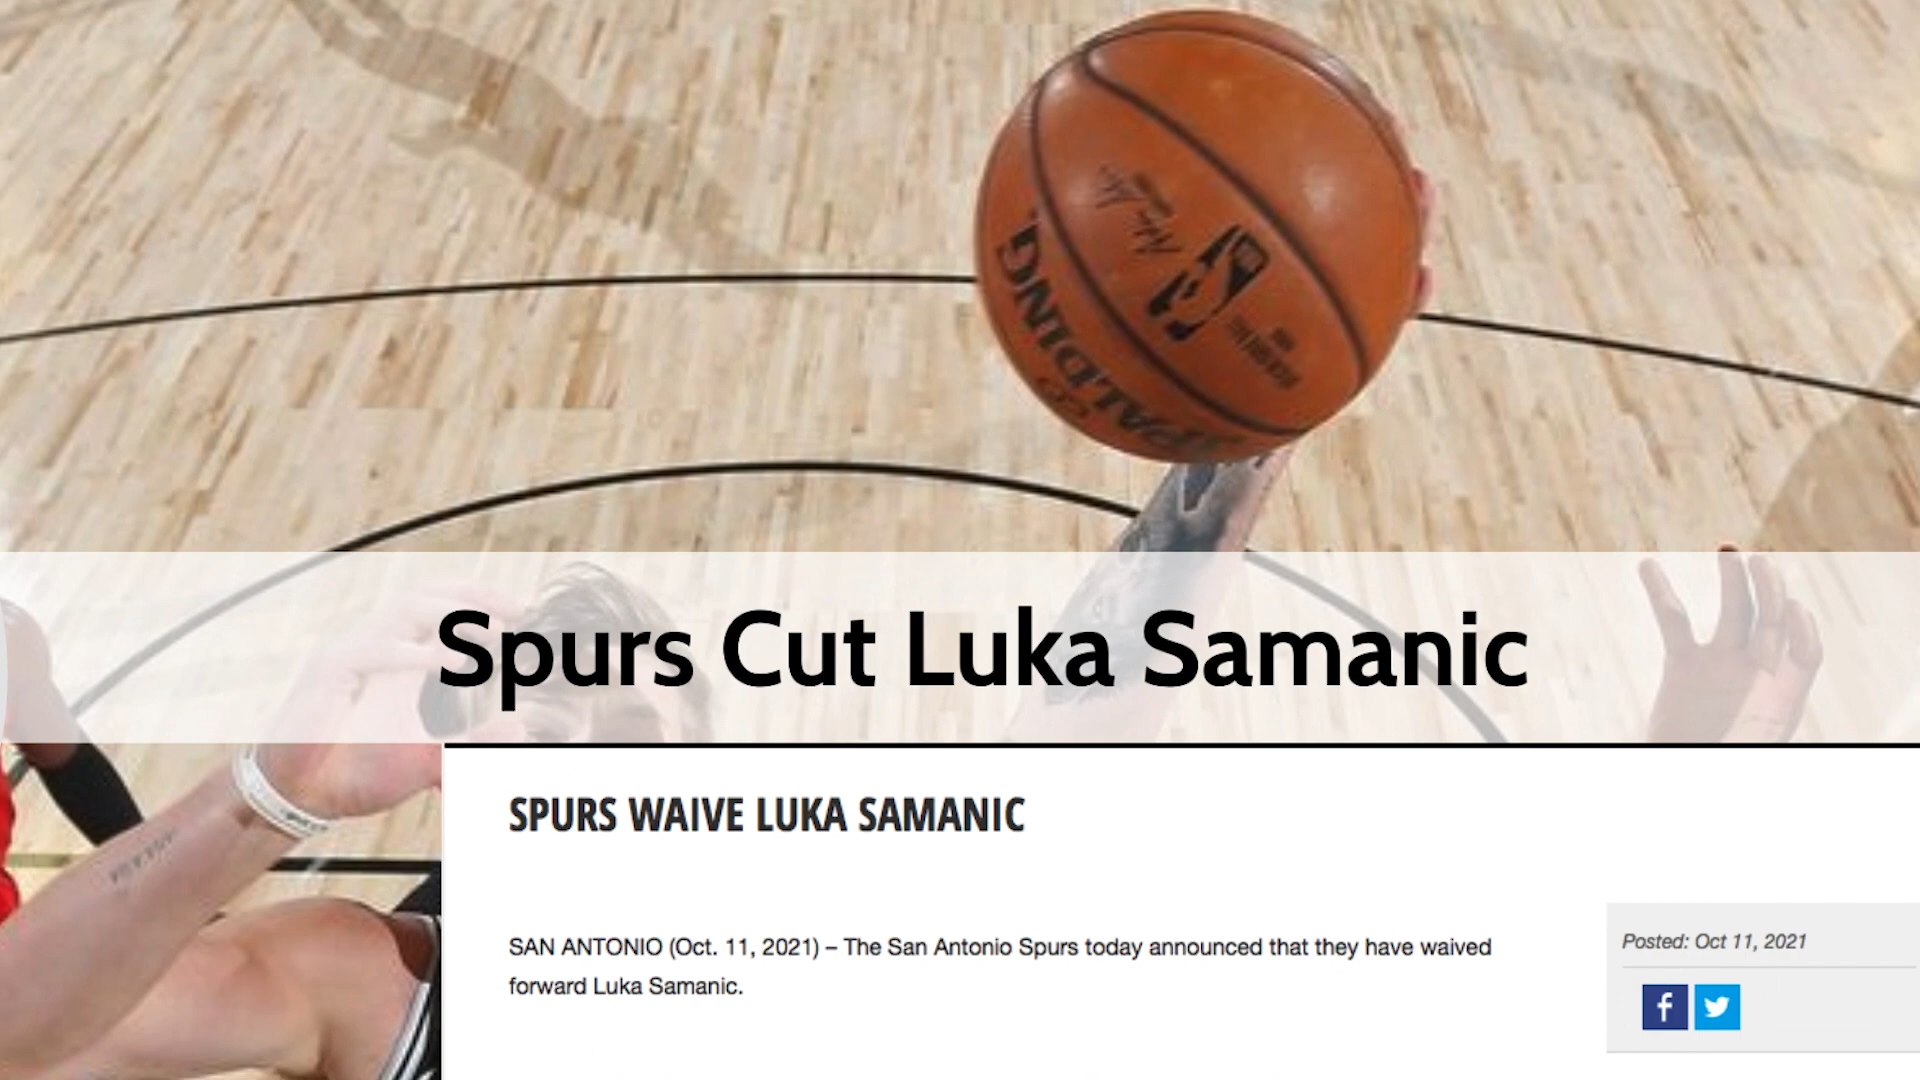 SPALDING
Spurs Cut Luka Samanic
SPURS WAIVE LUKA SAMANIC
SAN ANTONIO (Oct. 11, 2021) – The San Antonio Spurs today announced that they have waived
forward Luka Samanic.
Posted: Oct 11, 2021